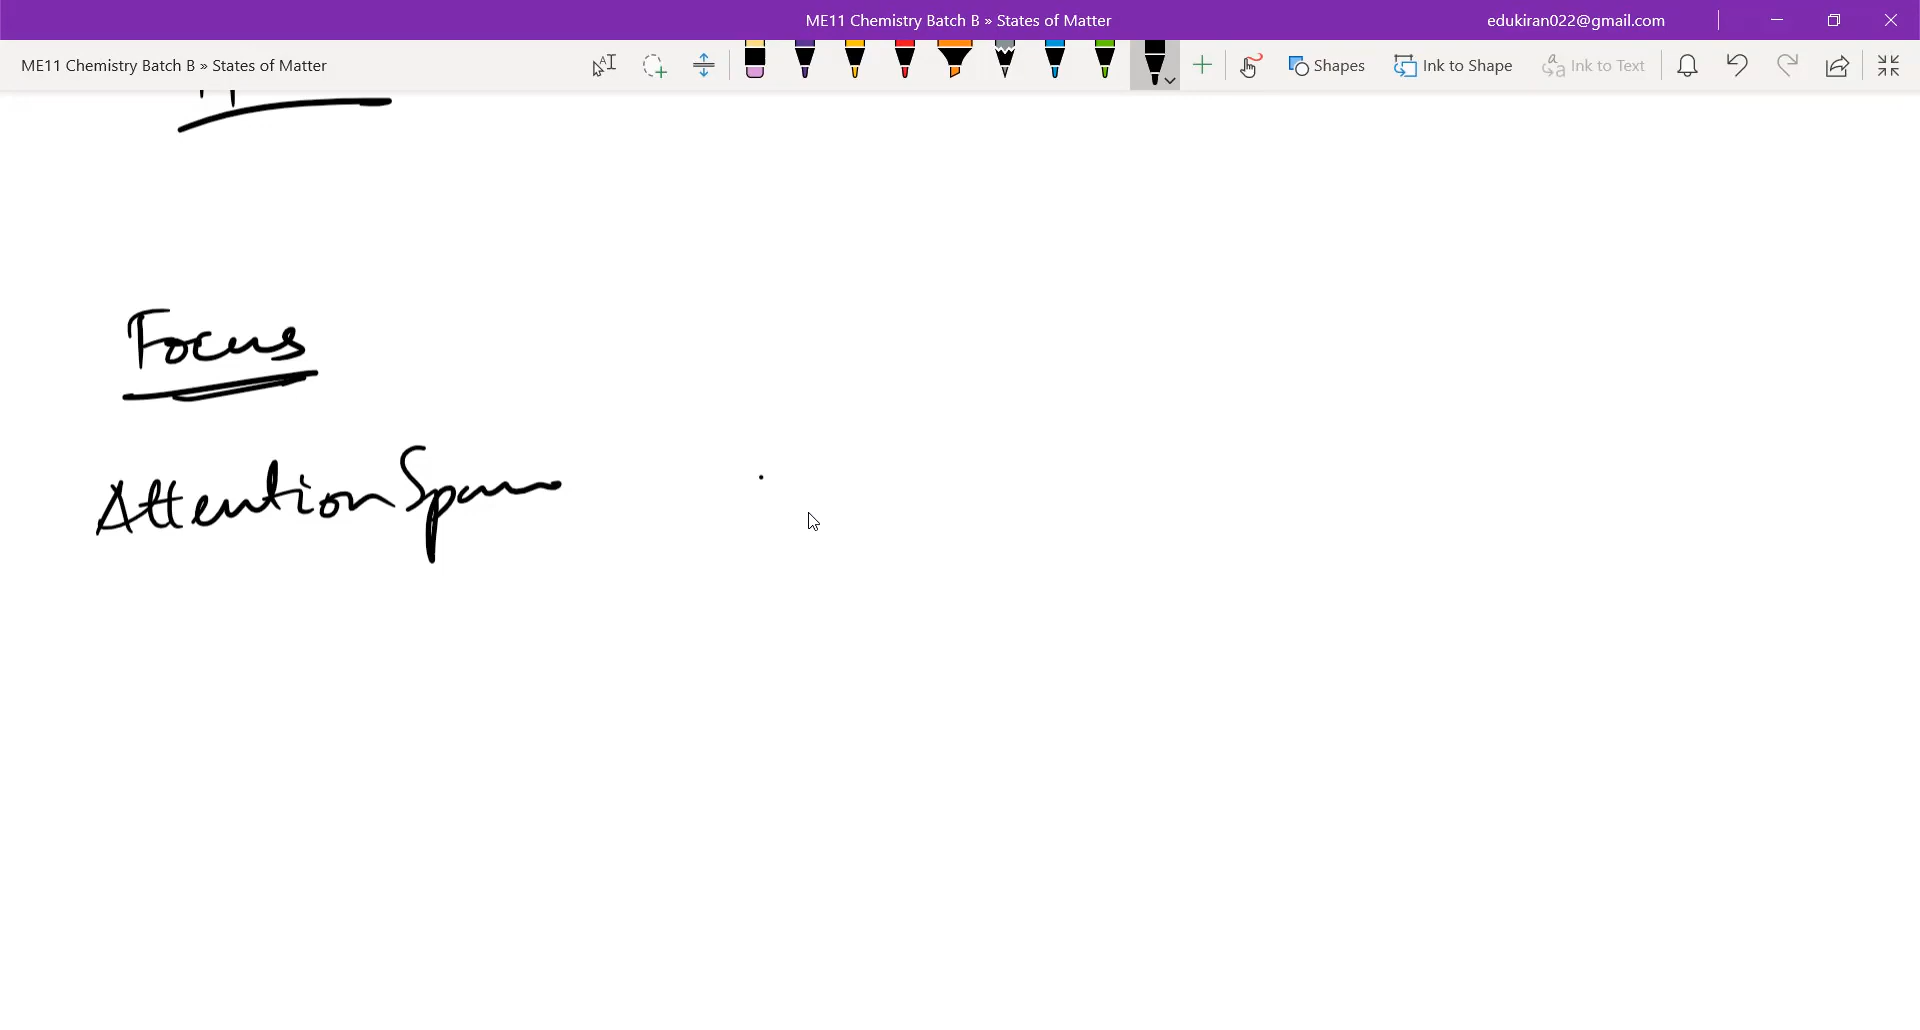 ME11 Chemistry Batch B » States of Matter
edukiran022@gmail.com
ME11 Chemistry Batch B » States of Matter
Shapes
Ink to Shape
Ink to Text
Focus
Attention Span